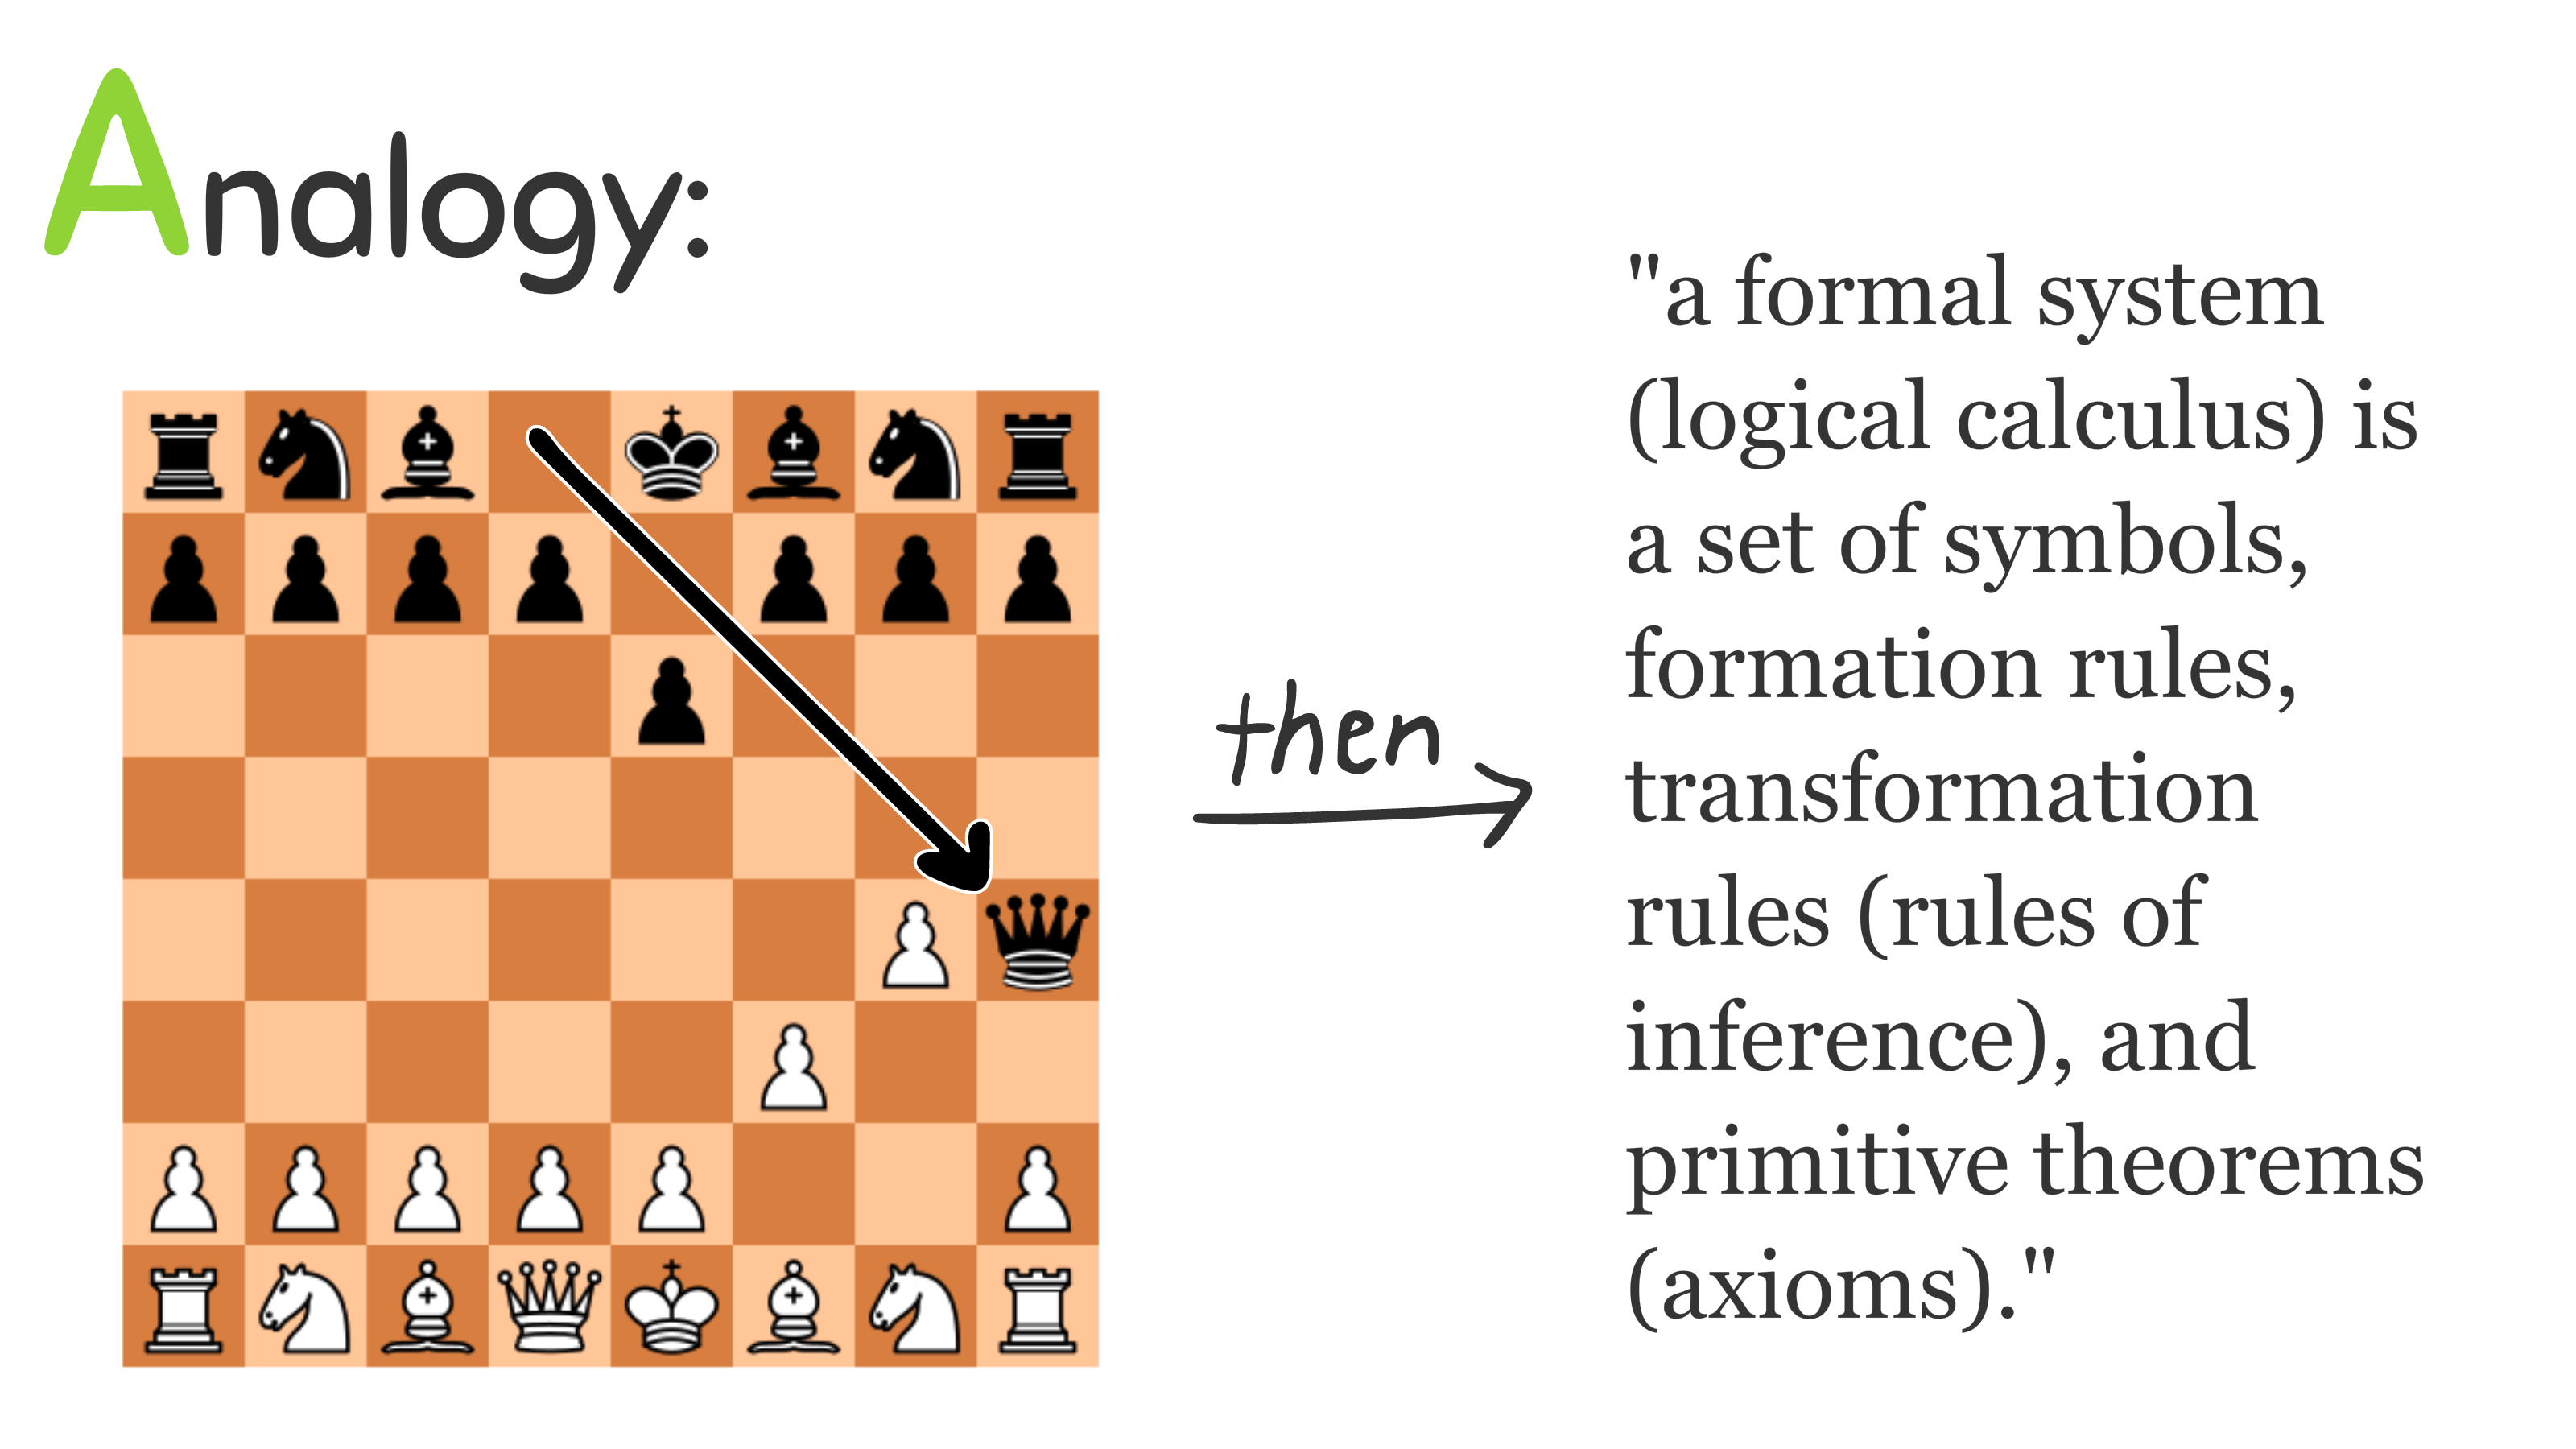 Analogy:
then
"a formal system
(logical calculus) is
a set of symbols,
formation rules,
transformation
rules (rules of
inference), and
primitive theorems
(axioms)."